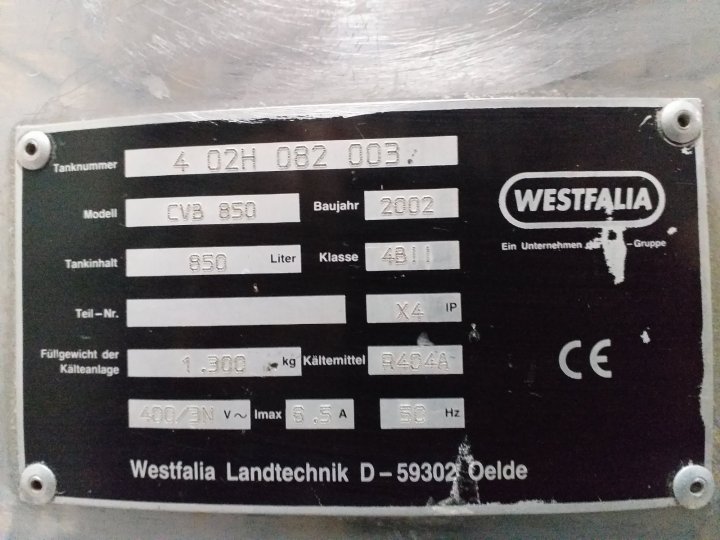 Tanknummer 4 02H 082 003.
WESTFALIA
Modell CVB 850 Baujahr 2002
Ein Unternehmen -Gruppe
Tankinhalt 850 Liter Klasse 4BII
Teil-Nr. X4 IP
Füllgewicht der Kälteanlage 1.300 kg Kältemittel R404A
CE
400/3N V~ Imax 6.5 A 50 Hz
Westfalia Landtechnik D-59302 Oelde